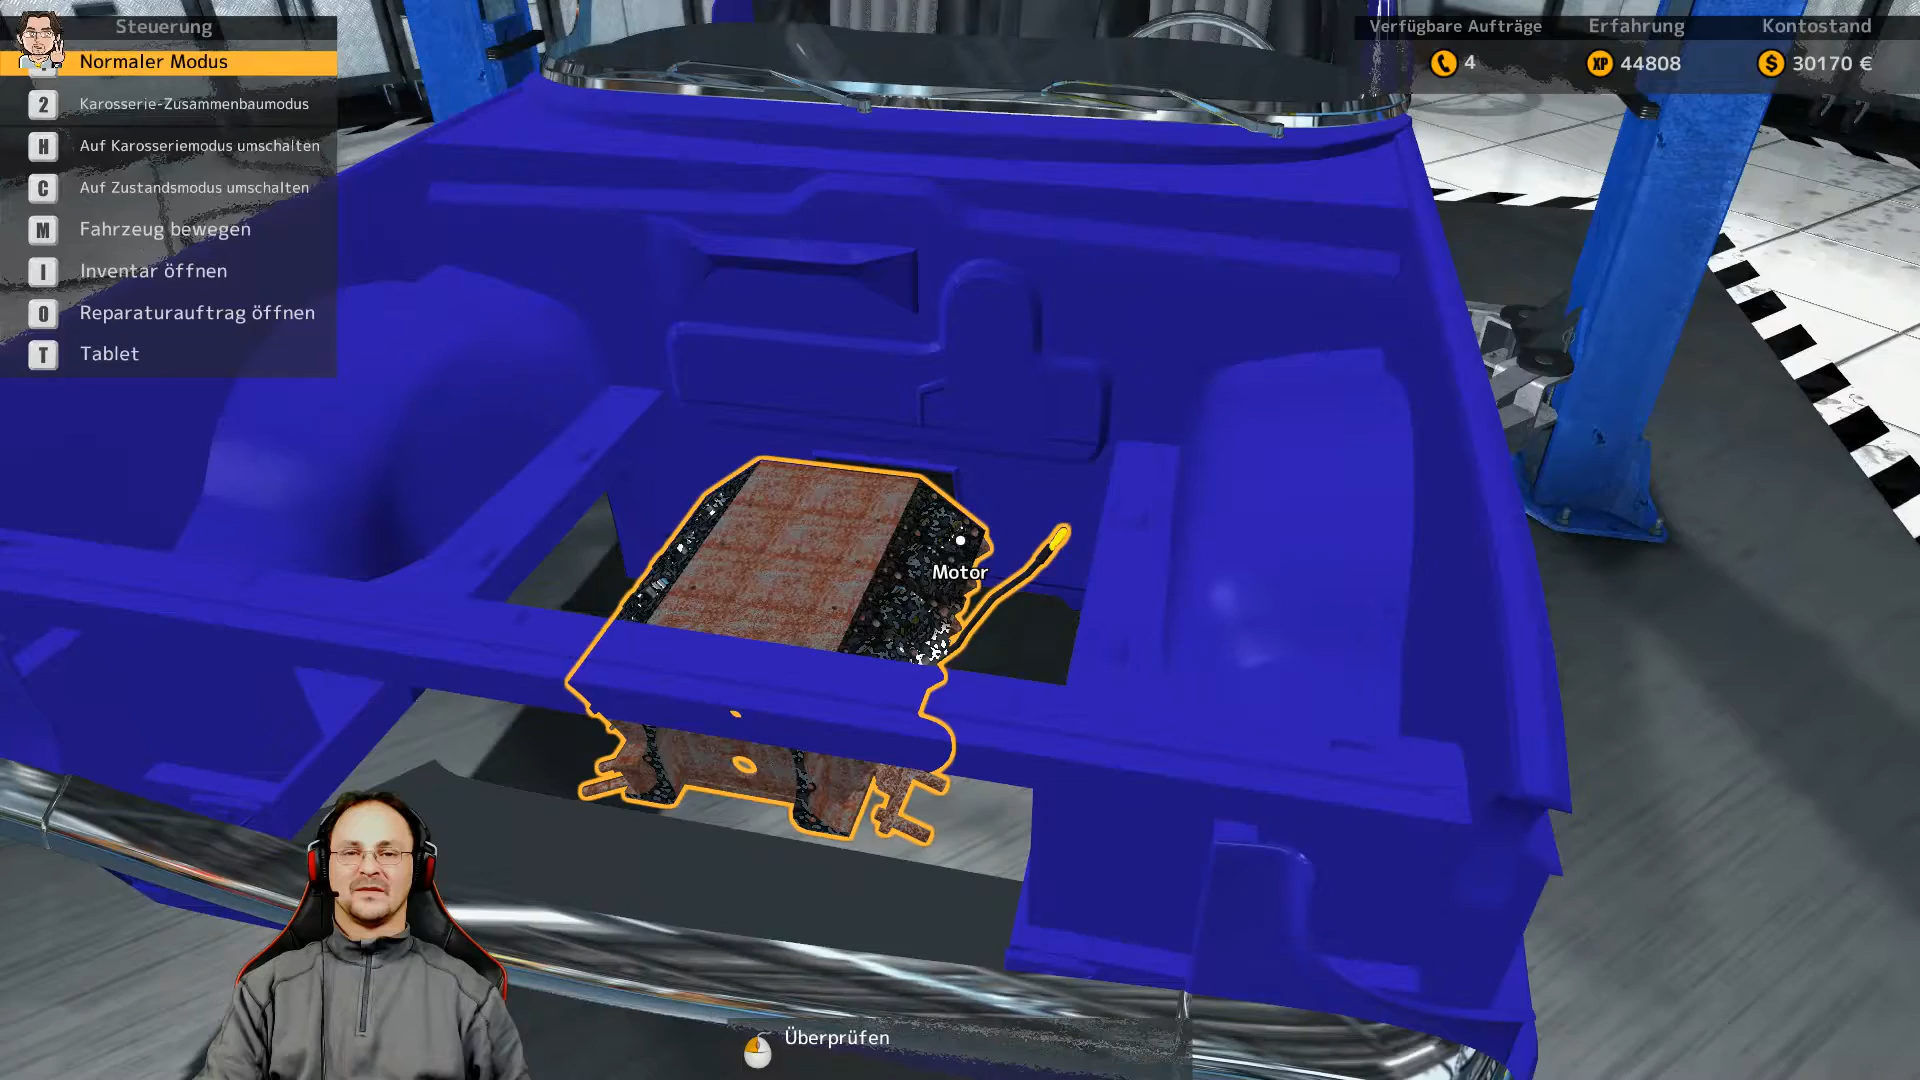 Steuerung
Normaler Modus
2 Karosserie-Zusammenbaumodus
H Auf Karosseriemodus umschalten
C Auf Zustandsmodus umschalten
M Fahrzeug bewegen
I Inventar öffnen
O Reparaturauftrag öffnen
T Tablet
Verfügbare Aufträge Erfahrung Kontostand
4 XP 44808 $ 30170 €
Motor
Überprüfen